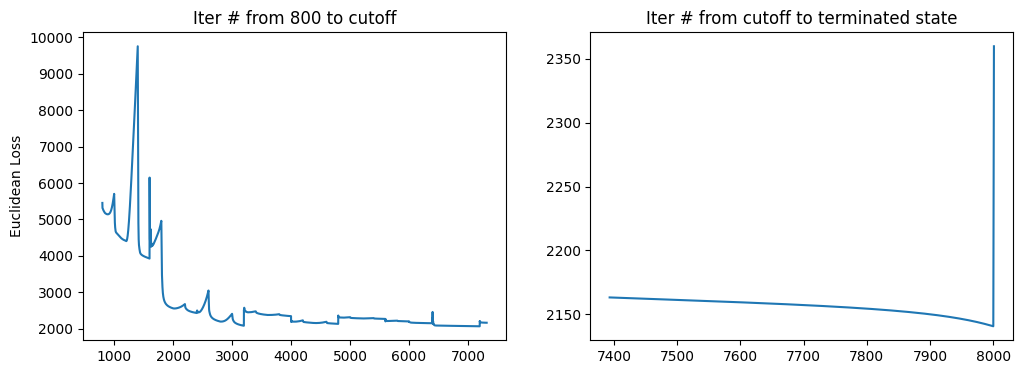 Iter # from 800 to cutoff
Euclidean Loss
10000
9000
8000
7000
6000
5000
4000
3000
2000
1000 2000 3000 4000 5000 6000 7000
Iter # from cutoff to terminated state
2350
2300
2250
2200
2150
7400 7500 7600 7700 7800 7900 8000